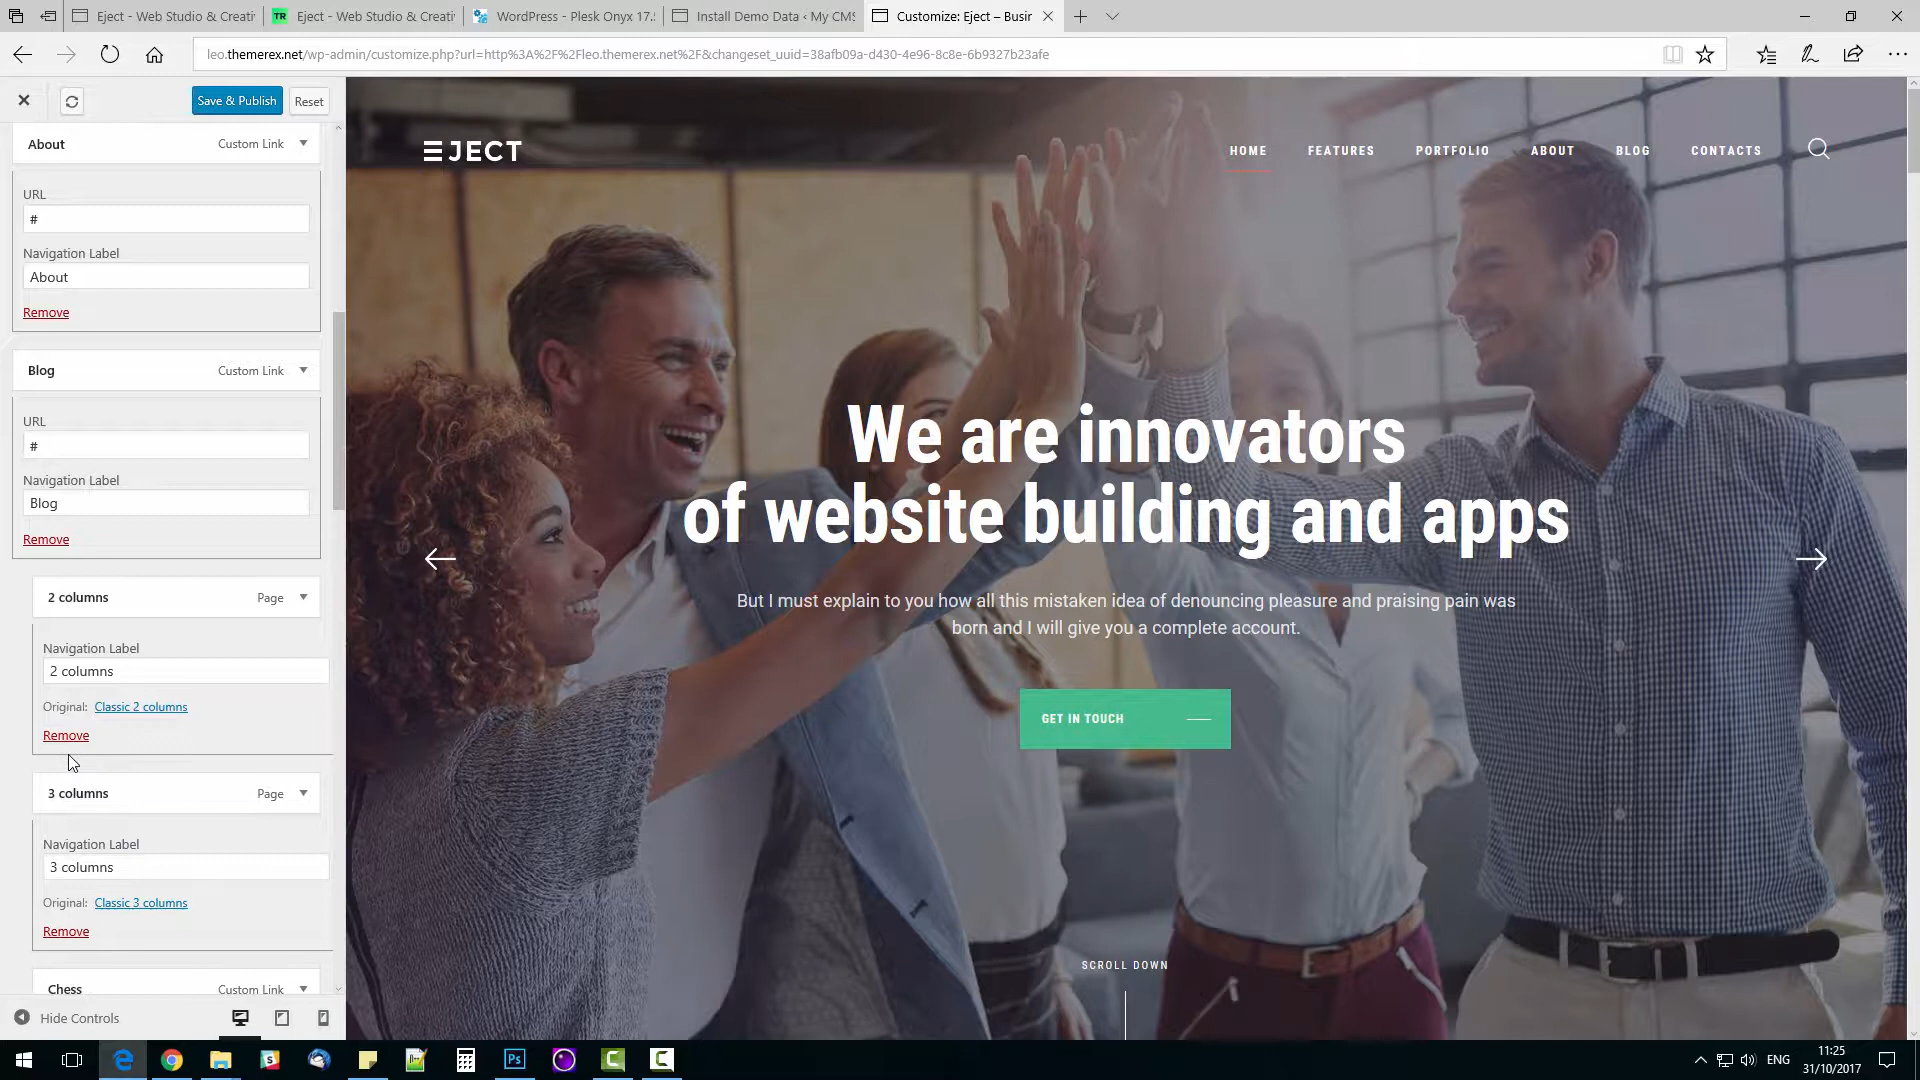 Eject - Web Studio & Creati
TR Eject - Web Studio & Creativ
WordPress - Plesk Onyx 17.5
Install Demo Data ‹ My CMS
Customize: Eject – Busir
leo.themerex.net/wp-admin/customize.php?url=http%3A%2F%2Fleo.themerex.net%2F&changeset_uuid=38afb09a-d430-4e96-8c8e-6b9327b23afe
Save & Publish
Reset
About Custom Link
URL
#
Navigation Label
About
Remove
Blog Custom Link
URL
#
Navigation Label
Blog
Remove
2 columns Page
Navigation Label
2 columns
Original: Classic 2 columns
Remove
3 columns Page
Navigation Label
3 columns
Original: Classic 3 columns
Remove
Chess Custom Link
Hide Controls
EJECT
HOME FEATURES PORTFOLIO ABOUT BLOG CONTACTS
We are innovators
of website building and apps
But I must explain to you how all this mistaken idea of denouncing pleasure and praising pain was
born and I will give you a complete account.
GET IN TOUCH
SCROLL DOWN
Ps
ENG
11:25
31/10/2017